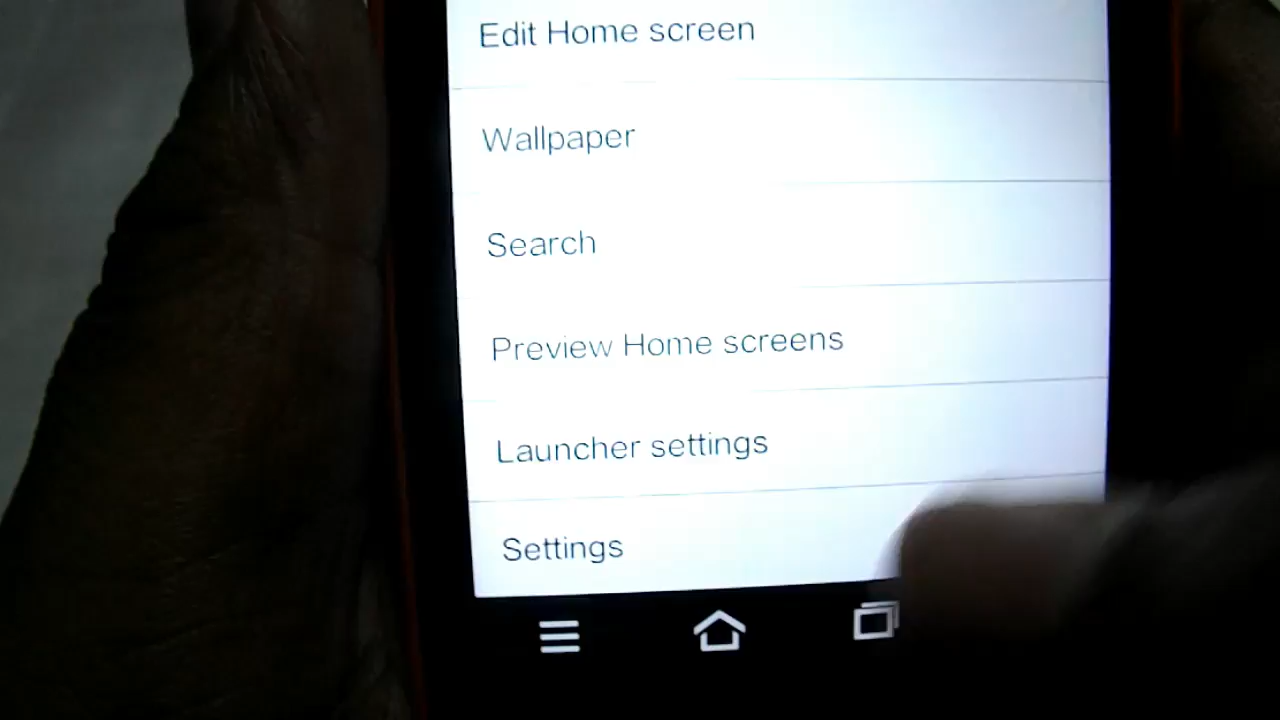 Edit Home screen
Wallpaper
Search
Preview Home screens
Launcher settings
Settings